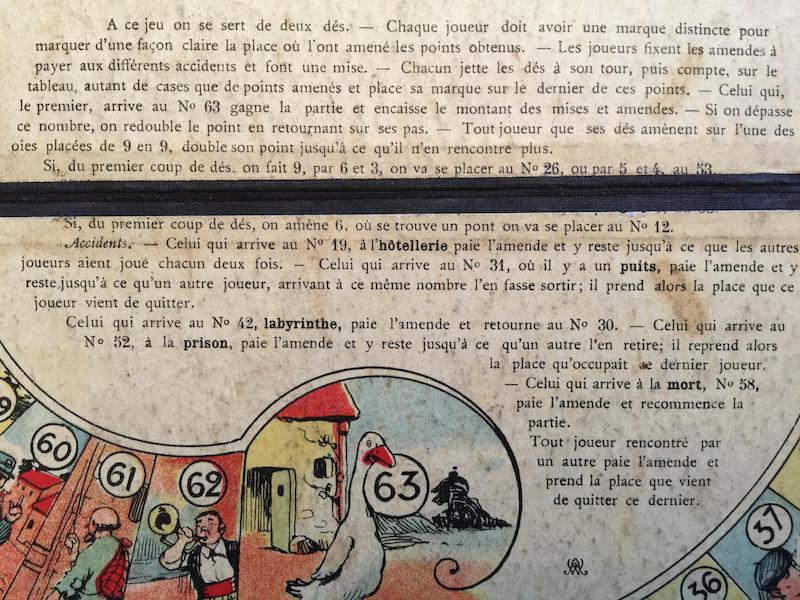 A ce jeu on se sert de deux dés. — Chaque joueur doit avoir une marque distincte pour
marquer d'une façon claire la place où l'ont amené les points obtenus. — Les joueurs fixent les amendes à
payer aux différents accidents et font une mise. — Chacun jette les dés à son tour, puis compte, sur le
tableau, autant de cases que de points amenés et place sa marque sur le dernier de ces points. — Celui qui,
le premier, arrive au No 63 gagne la partie et encaisse le montant des mises et amendes. — Si on dépasse
ce nombre, on redouble le point en retournant sur ses pas. — Tout joueur que ses dés amènent sur l'une des
oies placées de 9 en 9, double son point jusqu'à ce qu'il n'en rencontre plus.
Si, du premier coup de dés. on fait 9, par 6 et 3, on va se placer au No 26, ou par 5 et 4, au 53.
Si, du premier coup de dés, on amène 6, où se trouve un pont on va se placer au No 12.
Accidents. — Celui qui arrive au No 19, à l'hôtellerie paie l'amende et y reste jusqu'à ce que les autres
joueurs aient joué chacun deux fois. — Celui qui arrive au No 31, où il y a un puits, paie l'amende et y
reste jusqu'à ce qu'un autre joueur, arrivant à ce même nombre l'en fasse sortir; il prend alors la place que ce
joueur vient de quitter.
Celui qui arrive au No 42, labyrinthe, paie l'amende et retourne au No 30. — Celui qui arrive au
No 52, à la prison, paie l'amende et y reste jusqu'à ce qu'un autre l'en retire; il reprend alors
la place qu'occupait ce dernier joueur.
— Celui qui arrive à la mort, No 58,
paie l'amende et recommence la
partie.
Tout joueur rencontré par
un autre paie l'amende et
prend la place que vient
de quitter ce dernier.
60
61
62
63
37
36